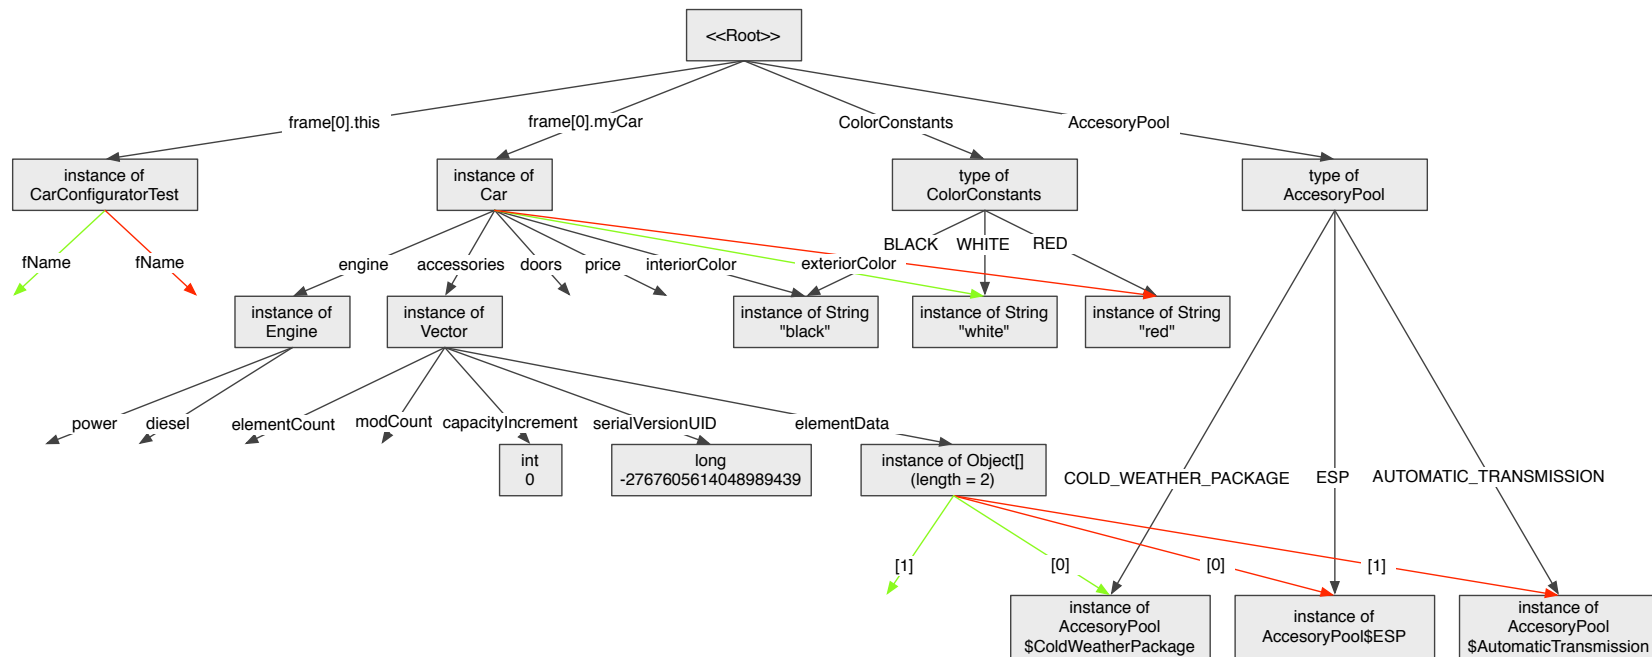 <<Root>>
frame[0].this
frame[0].myCar
ColorConstants
AccesoryPool
instance of
CarConfiguratorTest
instance of
Car
type of
ColorConstants
type of
AccesoryPool
fName
fName
engine
accessories
doors
price
interiorColor
exteriorColor
BLACK
WHITE
RED
instance of
Engine
instance of
Vector
instance of String
"black"
instance of String
"white"
instance of String
"red"
power
diesel
elementCount
modCount
capacityIncrement
serialVersionUID
elementData
int
0
long
-2767605614048989439
instance of Object[]
(length = 2)
COLD_WEATHER_PACKAGE
ESP
AUTOMATIC_TRANSMISSION
[1]
[0]
[0]
[1]
instance of
AccesoryPool
$ColdWeatherPackage
instance of
AccesoryPool$ESP
instance of
AccesoryPool
$AutomaticTransmission